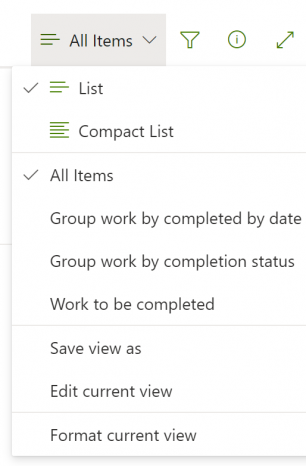 All Items
List
Compact List
All Items
Group work by completed by date
Group work by completion status
Work to be completed
Save view as
Edit current view
Format current view